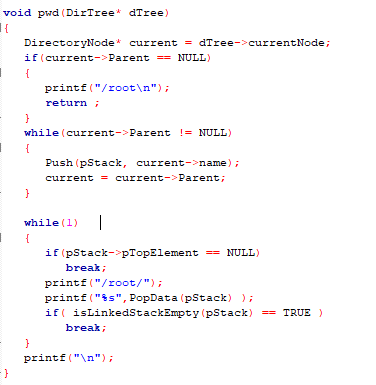 void pwd(DirTree* dTree)
{
DirectoryNode* current = dTree->currentNode;
if(current->Parent == NULL)
{
printf("/root\n");
return ;
}
while(current->Parent != NULL)
{
Push(pStack, current->name);
current = current->Parent;
}
while(1)
{
if(pStack->pTopElement == NULL)
break;
printf("/root/");
printf("%s",PopData(pStack) );
if( isLinkedStackEmpty(pStack) == TRUE )
break;
}
printf("\n");
}